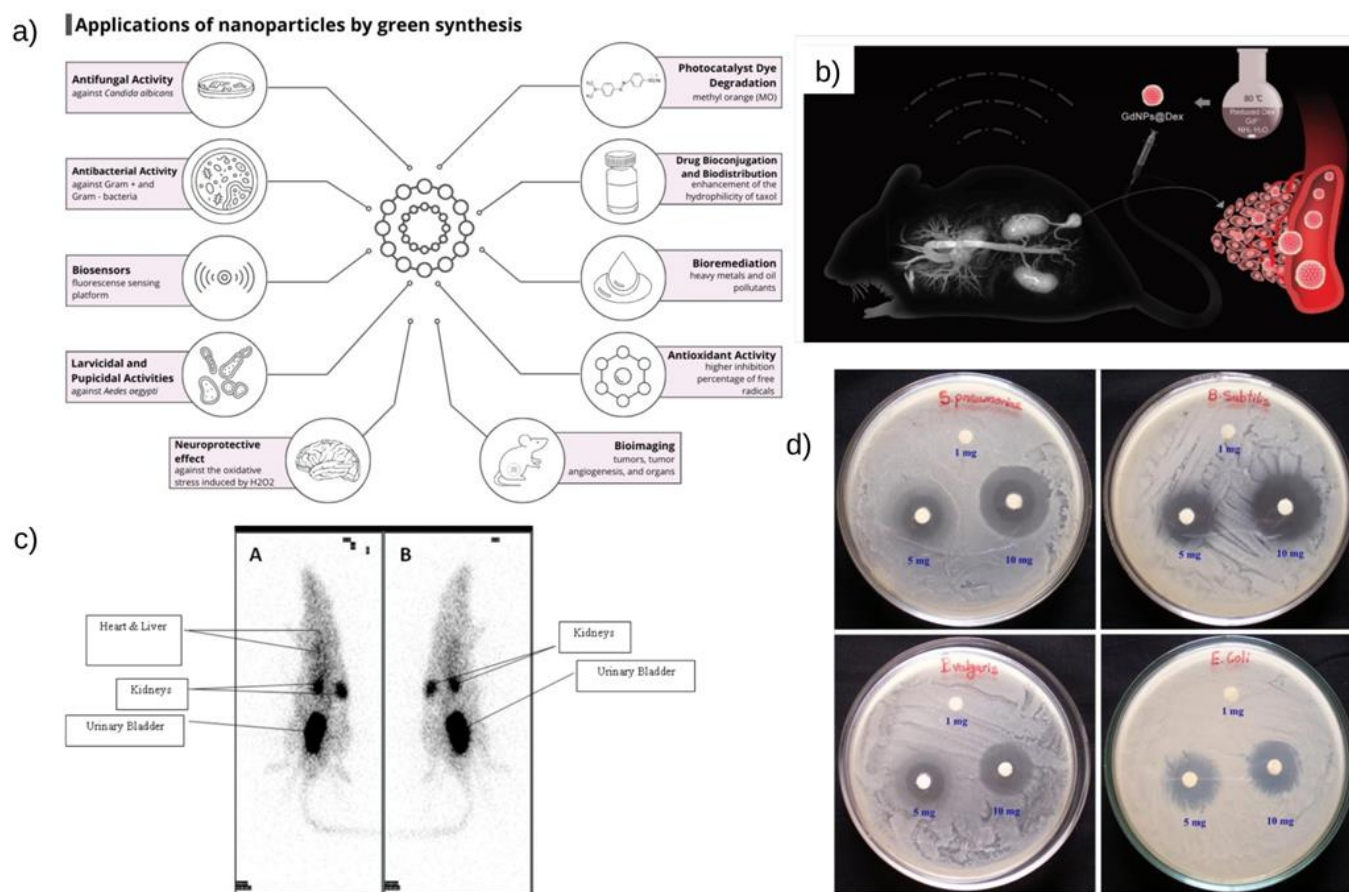 a)
Applications of nanoparticles by green synthesis
Antifungal Activity
against Candida albicans
Antibacterial Activity
against Gram + and
Gram - bacteria
Biosensors
fluorescense sensing
platform
Larvicidal and
Pupicidal Activities
against Aedes aegypti
Neuroprotective
effect
against the oxidative
stress induced by H2O2
Photocatalyst Dye
Degradation
methyl orange (MO)
Drug Bioconjugation
and Biodistribution
enhancement of the
hydrophilicity of taxol
Bioremediation
heavy metals and oil
pollutants
Antioxidant Activity
higher inhibition
percentage of free
radicals
Bioimaging
tumors, tumor
angiogenesis, and organs
b)
GdNPs@Dex
80 ℃
Reduced Dex
NH₃·H₂O
c)
A
B
Heart & Liver
Kidneys
Urinary Bladder
Kidneys
Urinary Bladder
d)
S. pneumoniae
1 mg
5 mg
10 mg
B. Subtilis
1 mg
5 mg
10 mg
P. valgaris
1 mg
5 mg
10 mg
E. Coli
1 mg
5 mg
10 mg